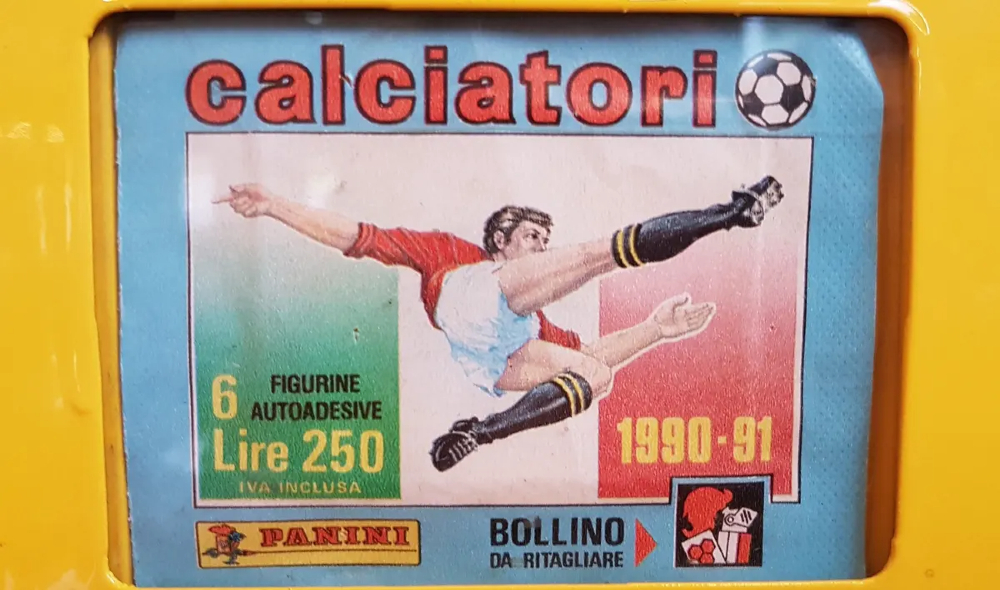 calciatori
6 FIGURINE
AUTOADESIVE
Lire 250
IVA INCLUSA
1990-91
PANINI
BOLLINO
DA RITAGLIARE